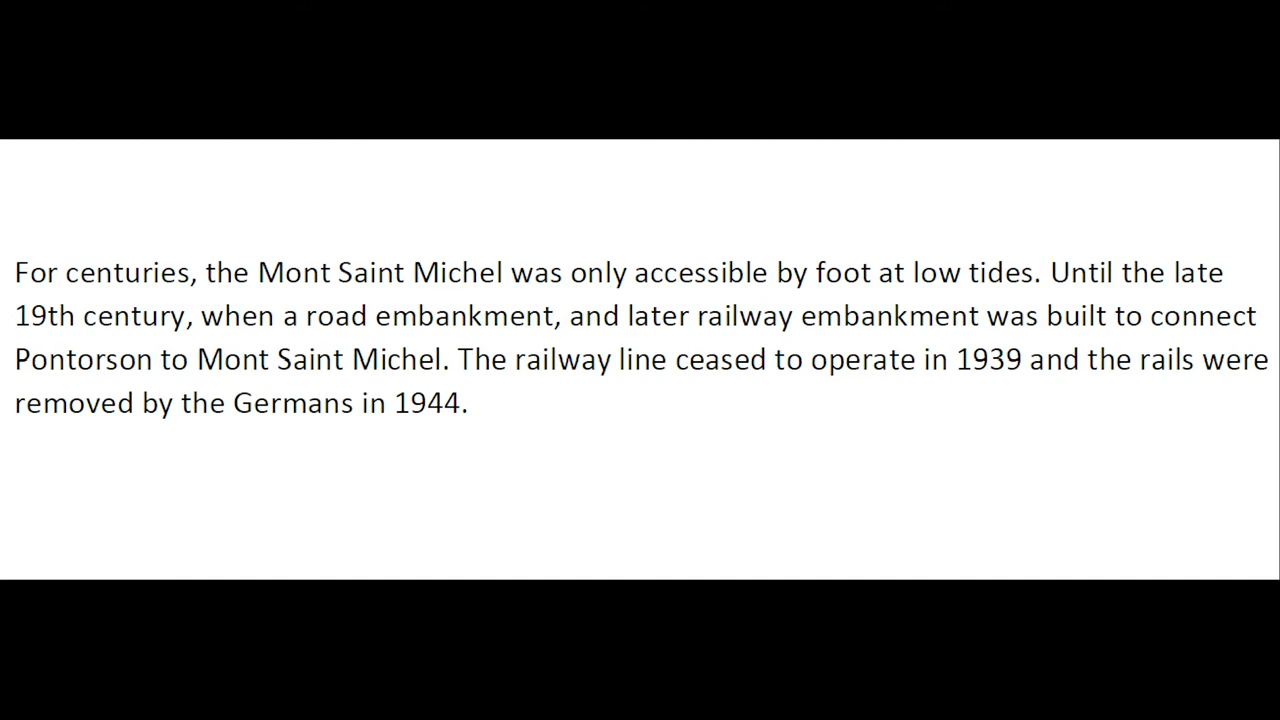 For centuries, the Mont Saint Michel was only accessible by foot at low tides. Until the late
19th century, when a road embankment, and later railway embankment was built to connect
Pontorson to Mont Saint Michel. The railway line ceased to operate in 1939 and the rails were
removed by the Germans in 1944.